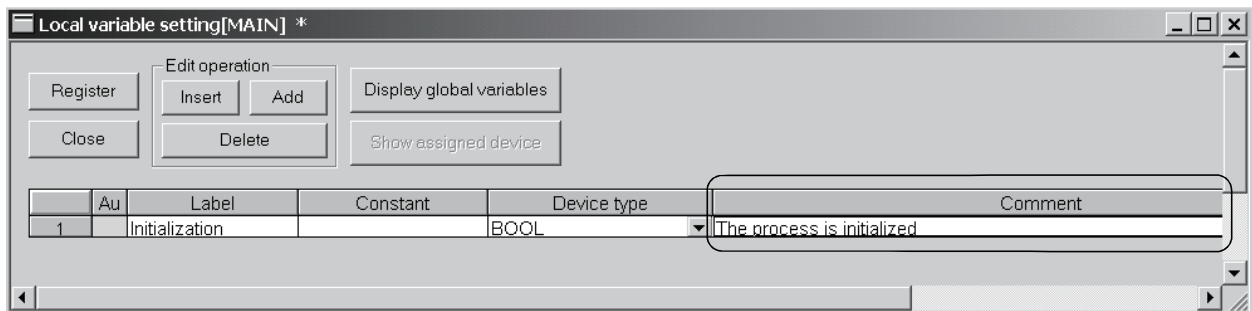 Local variable setting[MAIN] *
Edit operation
Register Insert Add Display global variables
Close Delete Show assigned device
Au Label Constant Device type Comment
1 Initialization BOOL The process is initialized